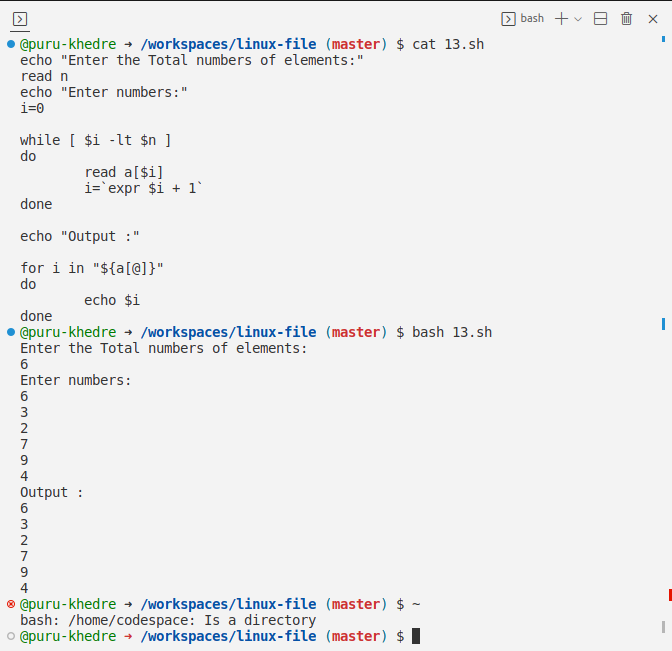 bash
@puru-khedre ➜ /workspaces/linux-file (master) $ cat 13.sh
echo "Enter the Total numbers of elements:"
read n
echo "Enter numbers:"
i=0
while [ $i -lt $n ]
do
        read a[$i]
        i=`expr $i + 1`
done
echo "Output :"
for i in "${a[@]}"
do
        echo $i
done
@puru-khedre ➜ /workspaces/linux-file (master) $ bash 13.sh
Enter the Total numbers of elements:
6
Enter numbers:
6
3
2
7
9
4
Output :
6
3
2
7
9
4
@puru-khedre ➜ /workspaces/linux-file (master) $ ~
bash: /home/codespace: Is a directory
@puru-khedre ➜ /workspaces/linux-file (master) $